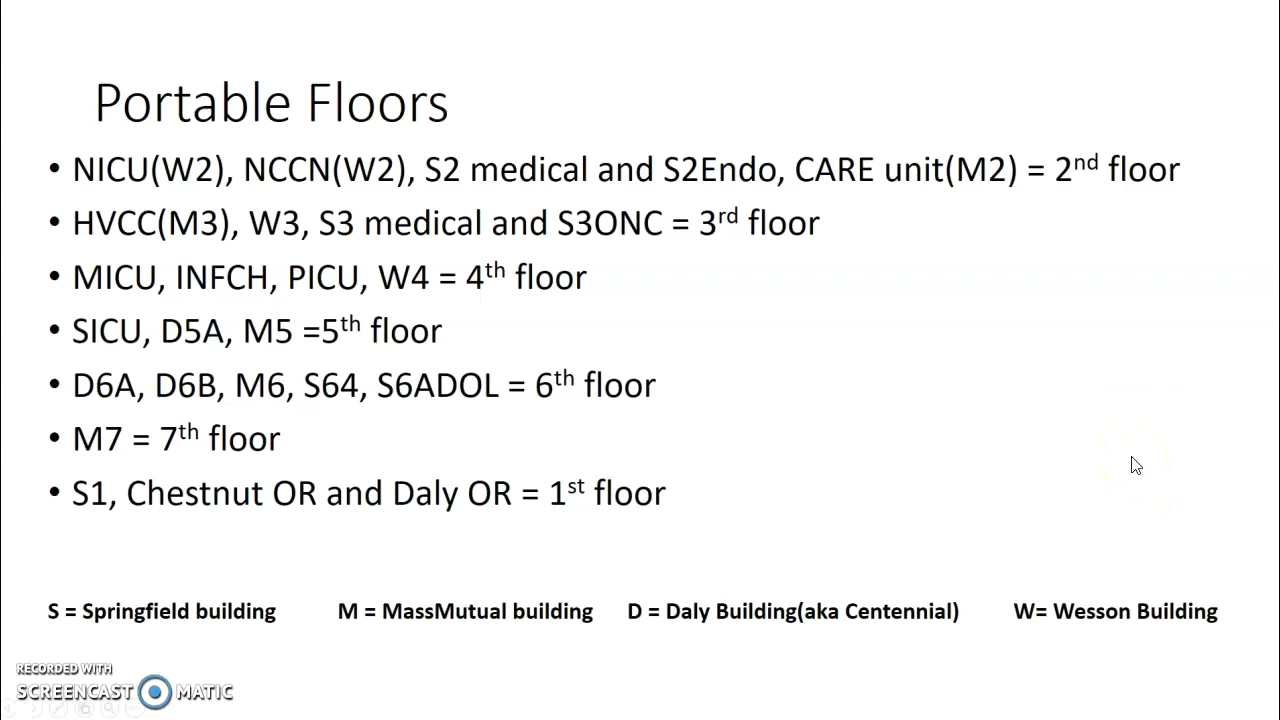 Portable Floors
• NICU(W2), NCCN(W2), S2 medical and S2Endo, CARE unit(M2) = 2nd floor
• HVCC(M3), W3, S3 medical and S3ONC = 3rd floor
• MICU, INFCH, PICU, W4 = 4th floor
• SICU, D5A, M5 =5th floor
• D6A, D6B, M6, S64, S6ADOL = 6th floor
• M7 = 7th floor
• S1, Chestnut OR and Daly OR = 1st floor
S = Springfield building M = MassMutual building D = Daly Building(aka Centennial) W= Wesson Building
RECORDED WITH
SCREENCAST MATIC